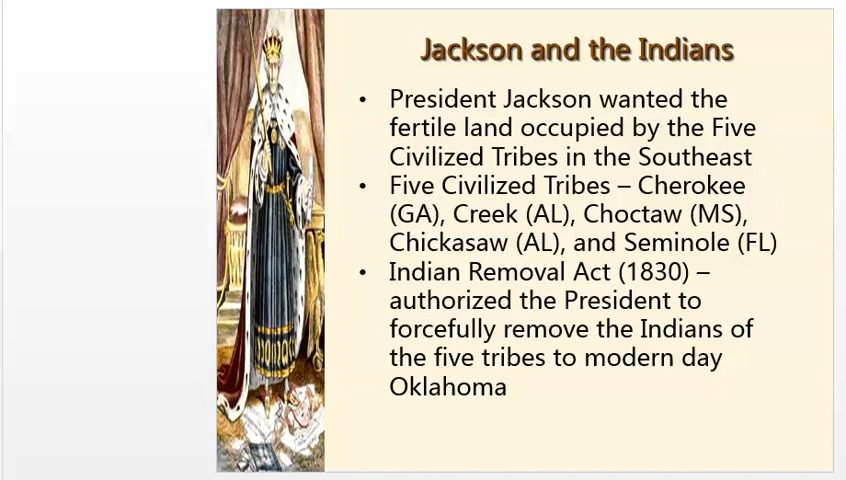 Jackson and the Indians
• President Jackson wanted the
fertile land occupied by the Five
Civilized Tribes in the Southeast
• Five Civilized Tribes – Cherokee
(GA), Creek (AL), Choctaw (MS),
Chickasaw (AL), and Seminole (FL)
• Indian Removal Act (1830) –
authorized the President to
forcefully remove the Indians of
the five tribes to modern day
Oklahoma